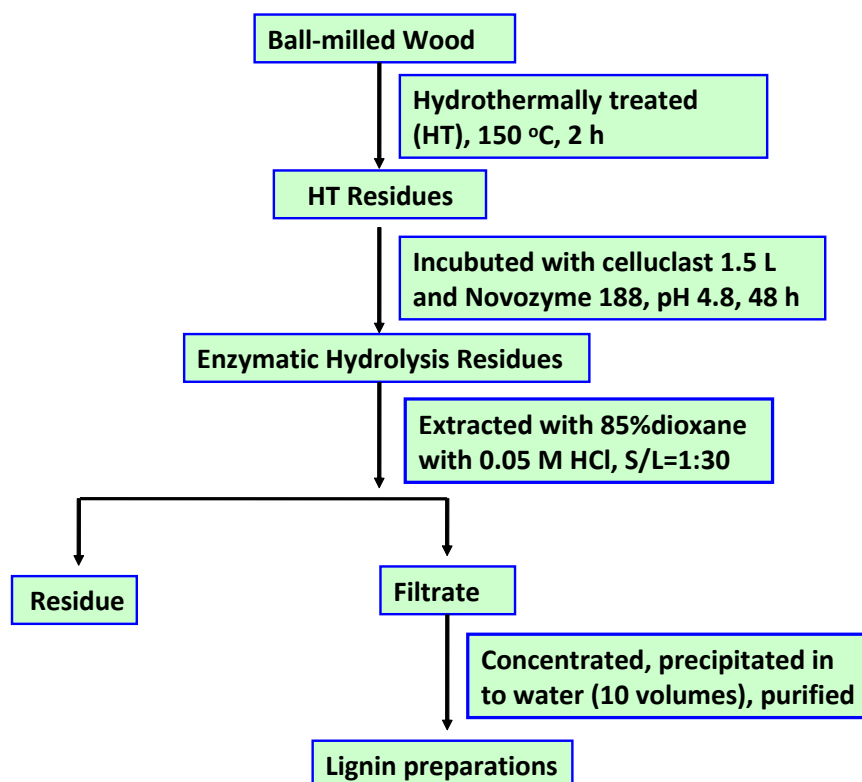 Ball-milled Wood
Hydrothermally treated
(HT), 150 °C, 2 h
HT Residues
Incubuted with celluclast 1.5 L
and Novozyme 188, pH 4.8, 48 h
Enzymatic Hydrolysis Residues
Extracted with 85%dioxane
with 0.05 M HCl, S/L=1:30
Residue
Filtrate
Concentrated, precipitated in
to water (10 volumes), purified
Lignin preparations